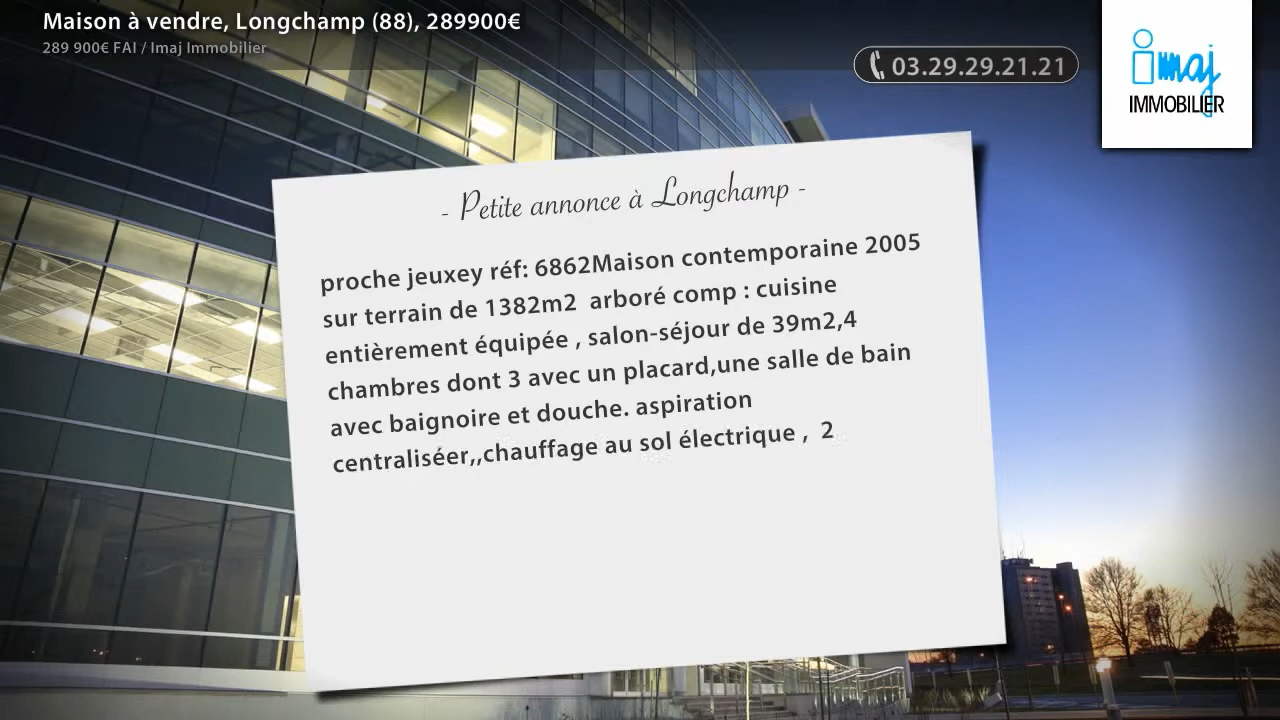 Maison à vendre, Longchamp (88), 289900€
289 900€ FAI / Imaj Immobilier
03.29.29.21.21
imaj
IMMOBILIER
- Petite annonce à Longchamp -
proche jeuxey réf: 6862Maison contemporaine 2005
sur terrain de 1382m2 arboré comp : cuisine
entièrement équipée , salon-séjour de 39m2,4
chambres dont 3 avec un placard,une salle de bain
avec baignoire et douche. aspiration
centraliséer,,chauffage au sol électrique , 2